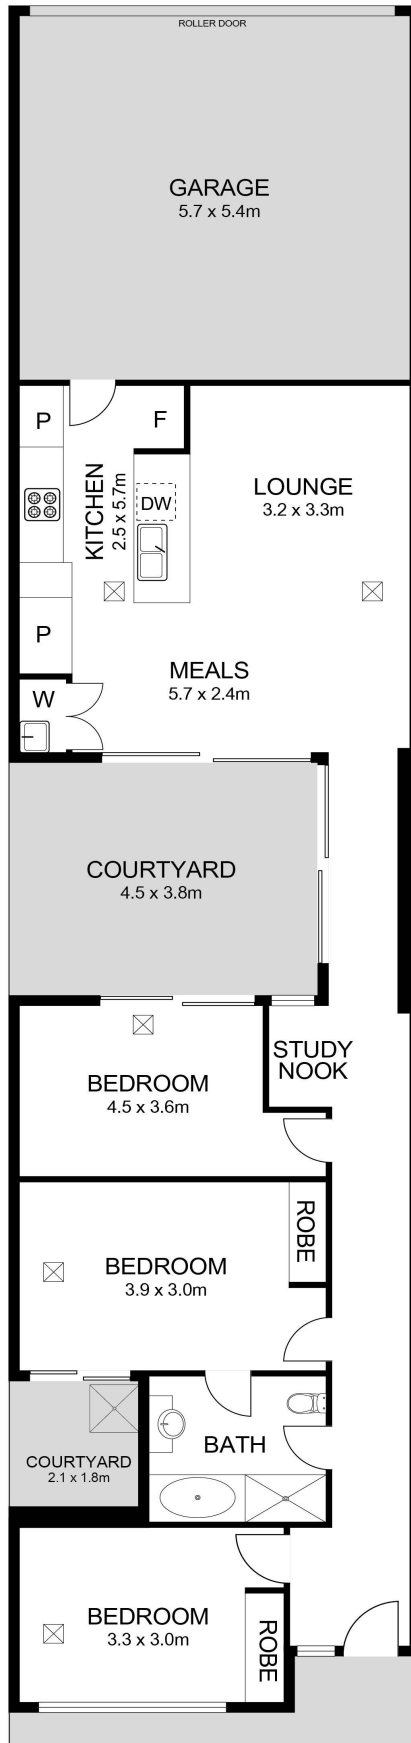 ROLLER DOOR
GARAGE
5.7 x 5.4m
P
F
KITCHEN
2.5 x 5.7m
DW
LOUNGE
3.2 x 3.3m
P
MEALS
5.7 x 2.4m
W
COURTYARD
4.5 x 3.8m
STUDY
NOOK
BEDROOM
4.5 x 3.6m
ROBE
BEDROOM
3.9 x 3.0m
BATH
COURTYARD
2.1 x 1.8m
BEDROOM
3.3 x 3.0m
ROBE